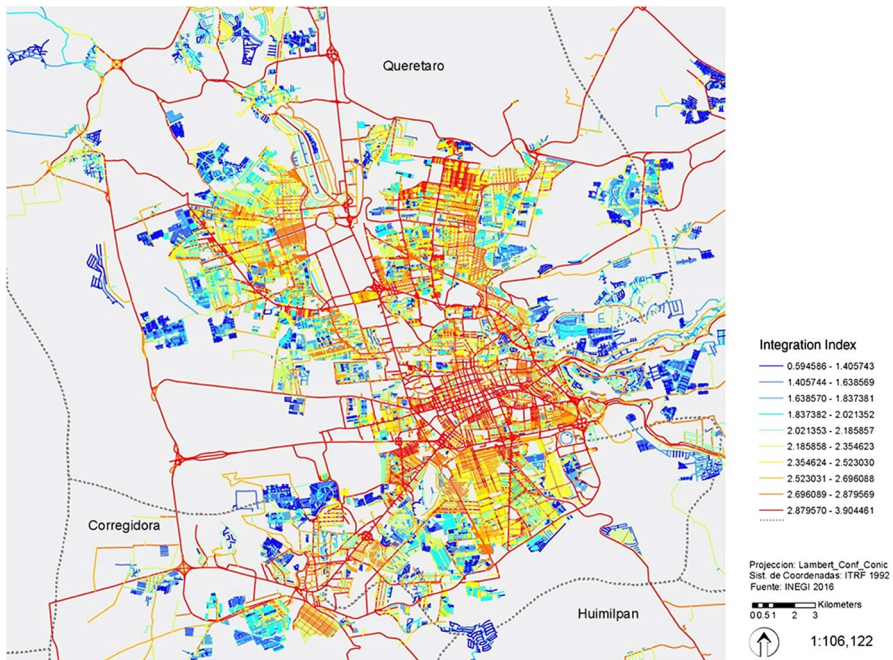 Queretaro
Corregidora
Huimilpan
Integration Index
0.594586 - 1.405743
1.405744 - 1.638569
1.638570 - 1.837381
1.837382 - 2.021352
2.021353 - 2.185857
2.185858 - 2.354623
2.354624 - 2.523030
2.523031 - 2.696088
2.696089 - 2.879569
2.879570 - 3.904461
Projeccion: Lambert_Conf_Conic
Sist. de Coordenadas: ITRF 1992
Fuente: INEGI 2016
Kilometers
0 0.5 1 2 3
1:106,122